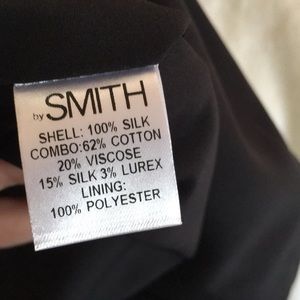 by SMITH
SHELL: 100% SILK
COMBO:62% COTTON
20% VISCOSE
15% SILK 3% LUREX
LINING:
100% POLYESTER